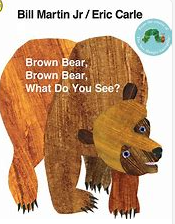 Bill Martin Jr / Eric Carle
Brown Bear,
Brown Bear,
What Do You See?